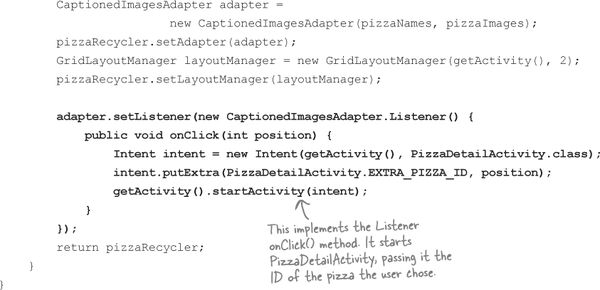 CaptionedImagesAdapter adapter =
new CaptionedImagesAdapter(pizzaNames, pizzaImages);
pizzaRecycler.setAdapter(adapter);
GridLayoutManager layoutManager = new GridLayoutManager(getActivity(), 2);
pizzaRecycler.setLayoutManager(layoutManager);
adapter.setListener(new CaptionedImagesAdapter.Listener() {
public void onClick(int position) {
Intent intent = new Intent(getActivity(), PizzaDetailActivity.class);
intent.putExtra(PizzaDetailActivity.EXTRA_PIZZA_ID, position);
getActivity().startActivity(intent);
}
});
return pizzaRecycler;
}
}
This implements the Listener
onClick() method. It starts
PizzaDetailActivity, passing it the
ID of the pizza the user chose.